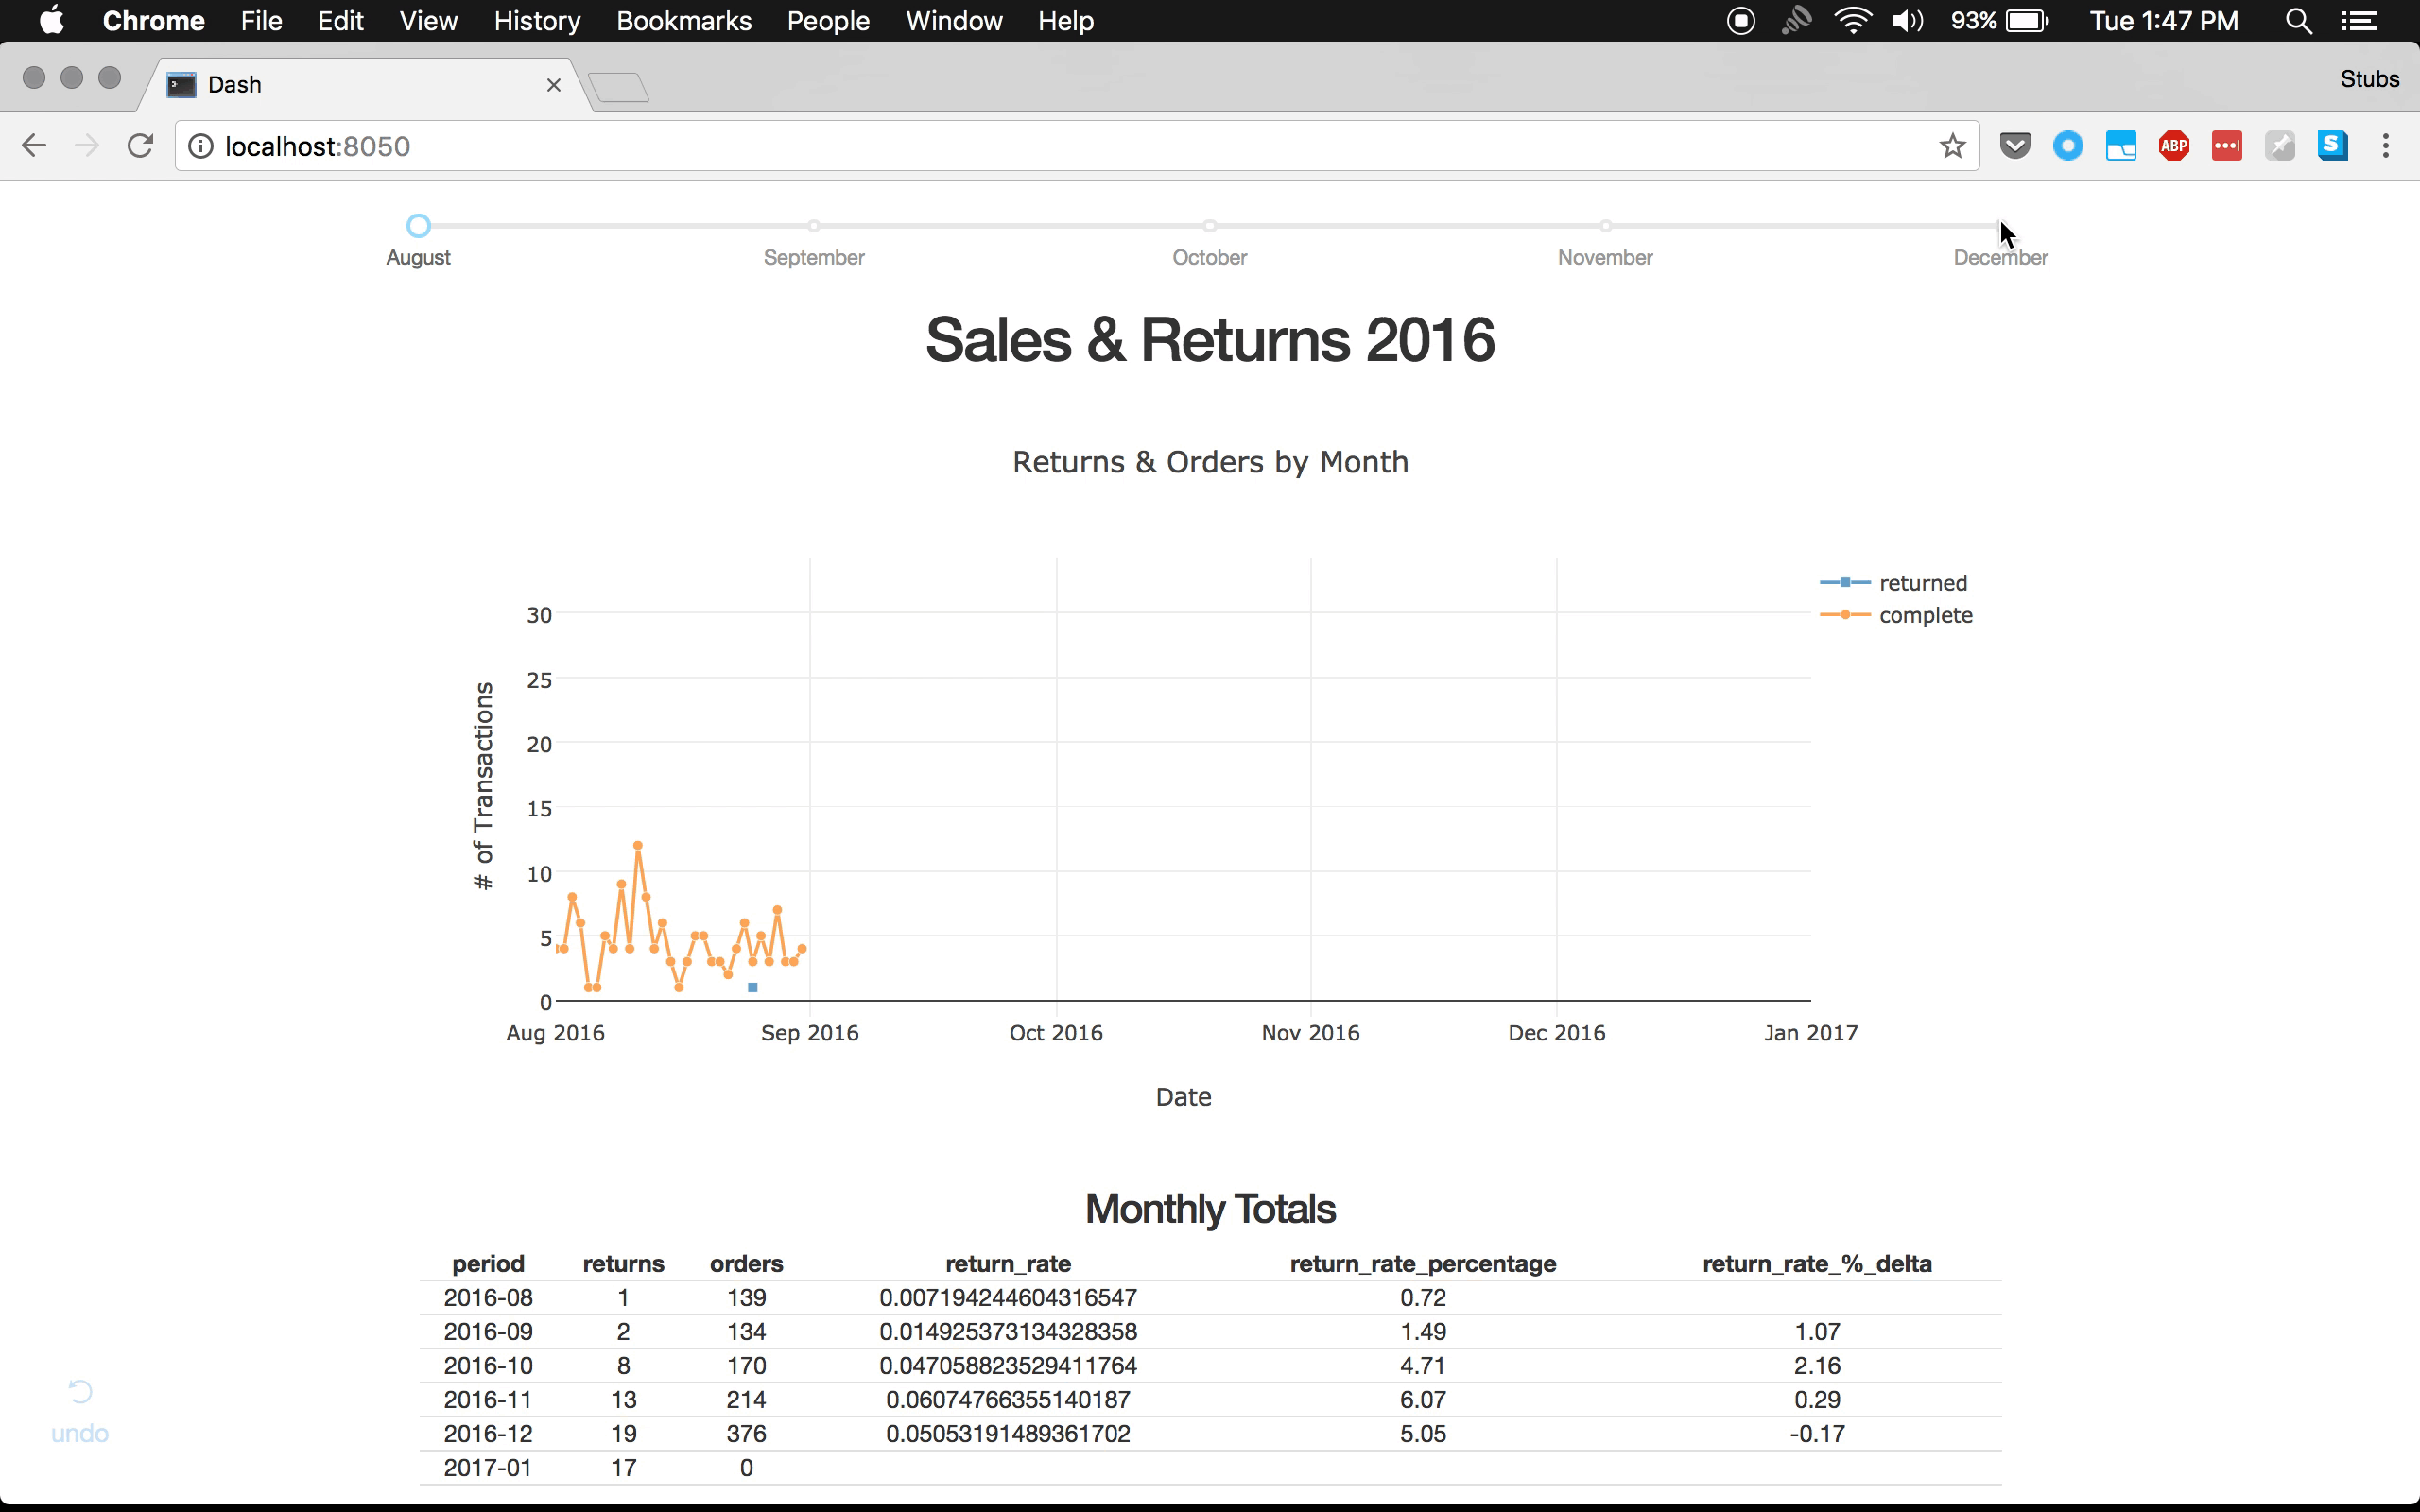 Chrome File Edit View History Bookmarks People Window Help 93% Tue 1:47 PM
Dash Stubs
localhost:8050 ABP S
August September October November December
Sales & Returns 2016
Returns & Orders by Month
returned
complete
# of Transactions
30
25
20
15
10
5
0
Aug 2016 Sep 2016 Oct 2016 Nov 2016 Dec 2016 Jan 2017
Date
Monthly Totals
period returns orders return_rate return_rate_percentage return_rate_%_delta
2016-08 1 139 0.007194244604316547 0.72
2016-09 2 134 0.014925373134328358 1.49 1.07
2016-10 8 170 0.047058823529411764 4.71 2.16
2016-11 13 214 0.06074766355140187 6.07 0.29
2016-12 19 376 0.05053191489361702 5.05 -0.17
2017-01 17 0
undo